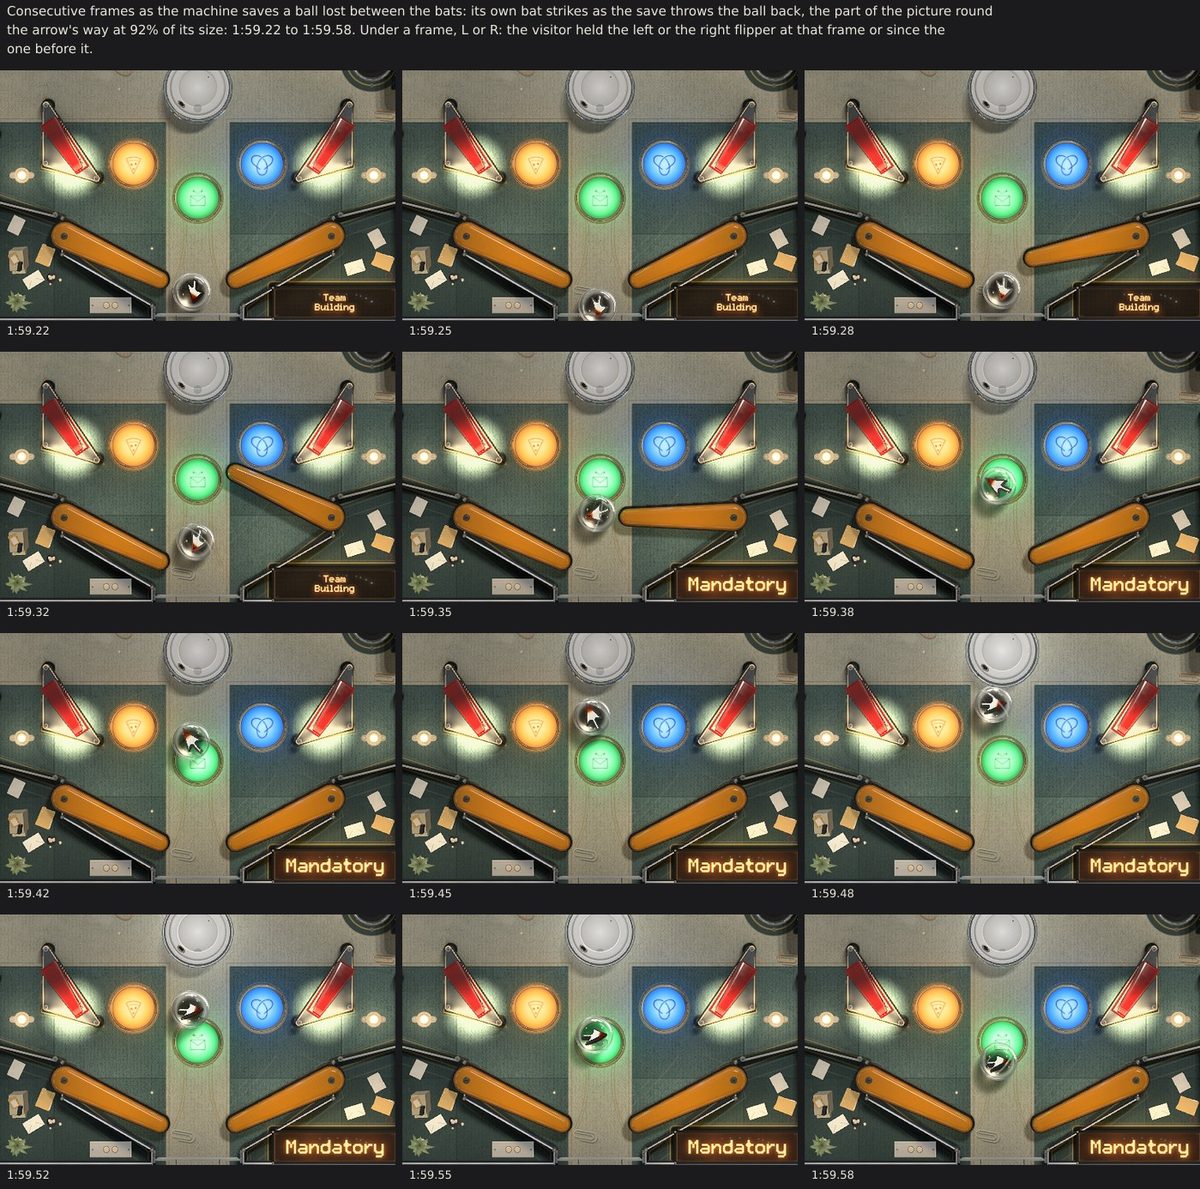 Consecutive frames as the machine saves a ball lost between the bats: its own bat strikes as the save throws the ball back, the part of the picture round
the arrow's way at 92% of its size: 1:59.22 to 1:59.58. Under a frame, L or R: the visitor held the left or the right flipper at that frame or since the
one before it.
Team
Building
Team
Building
Team
Building
1:59.22
1:59.25
1:59.28
Team
Building
Mandatory
Mandatory
1:59.32
1:59.35
1:59.38
Mandatory
Mandatory
Mandatory
1:59.42
1:59.45
1:59.48
Mandatory
Mandatory
Mandatory
1:59.52
1:59.55
1:59.58